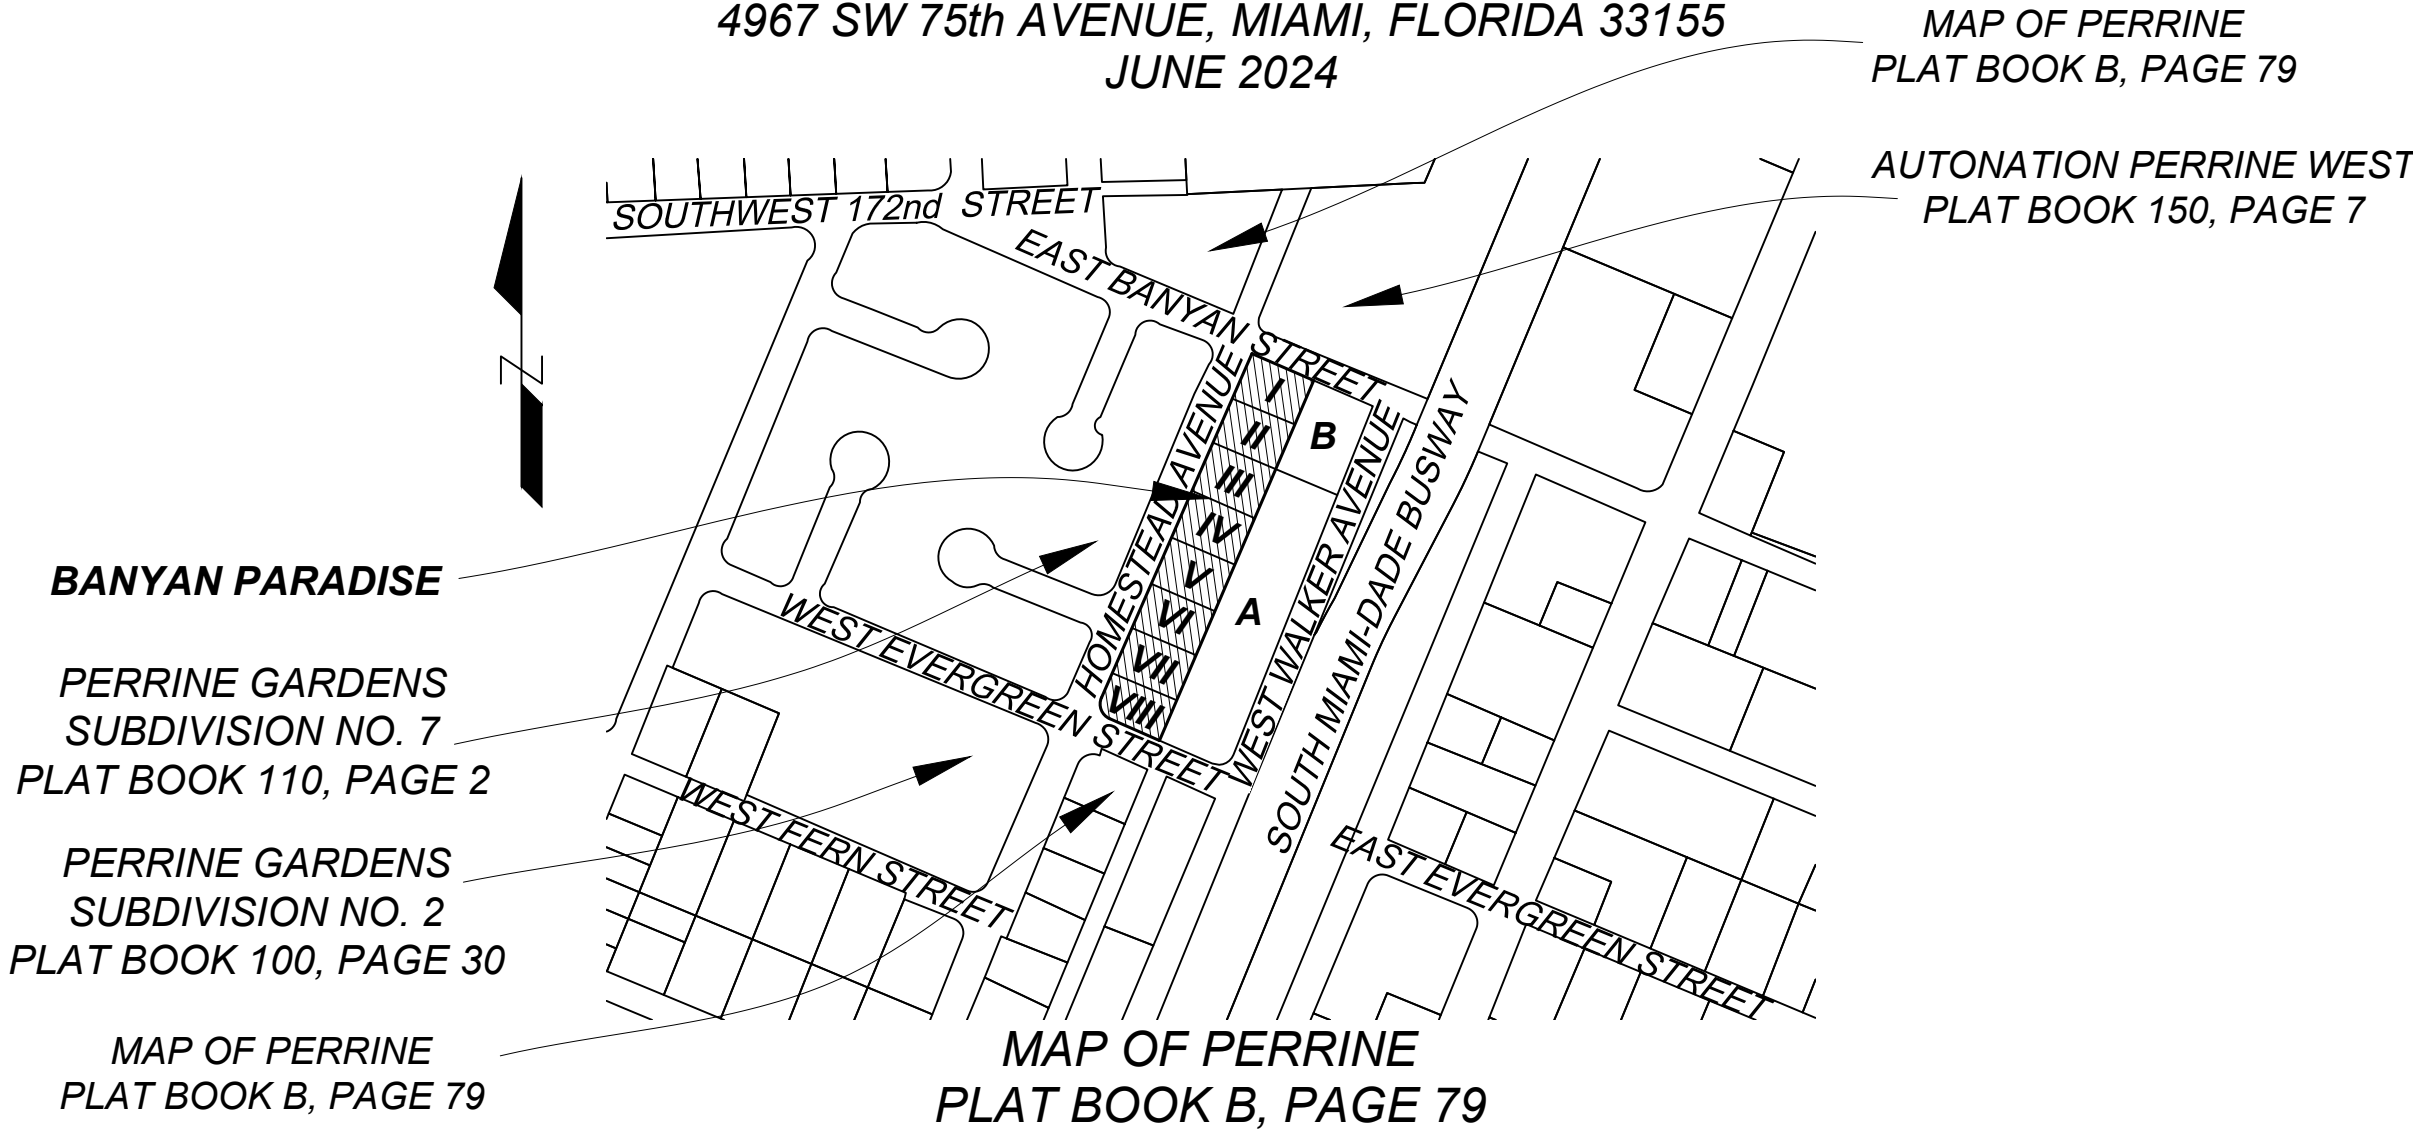 4967 SW 75th AVENUE, MIAMI, FLORIDA 33155
JUNE 2024
MAP OF PERRINE
PLAT BOOK B, PAGE 79
AUTONATION PERRINE WEST
PLAT BOOK 150, PAGE 7
SOUTHWEST 172nd STREET
EAST BANYAN STREET
HOMESTEAD AVENUE
I
II
III
IV
V
VI
VII
VIII
B
A
WEST WALKER AVENUE
SOUTH MIAMI-DADE BUSWAY
N
BANYAN PARADISE
PERRINE GARDENS
SUBDIVISION NO. 7
PLAT BOOK 110, PAGE 2
WEST EVERGREEN STREET
WEST FERN STREET
EAST EVERGREEN STREET
PERRINE GARDENS
SUBDIVISION NO. 2
PLAT BOOK 100, PAGE 30
MAP OF PERRINE
PLAT BOOK B, PAGE 79
MAP OF PERRINE
PLAT BOOK B, PAGE 79